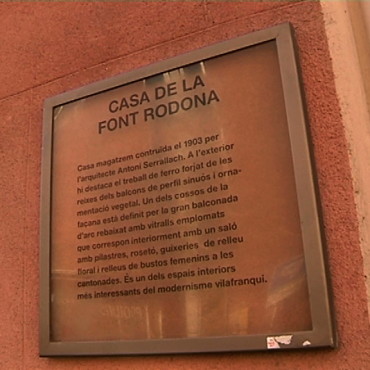 CASA DE LA
FONT RODONA
Casa magatzem contruïda el 1903 per
l'arquitecte Antoni Serrallach. A l'exterior
hi destaca el treball de ferro forjat de les
reixes dels balcons de perfil sinuós i orna-
mentació vegetal. Un dels cossos de la
façana està definit per la gran balconada
d'arc rebaixat amb vitralls emplomats
que correspon interiorment amb un saló
amb pilastres, rosetó, guixeries de relleu
floral i relleus de bustos femenins a les
cantonades. És un dels espais interiors
més interessants del modernisme vilafranquí.